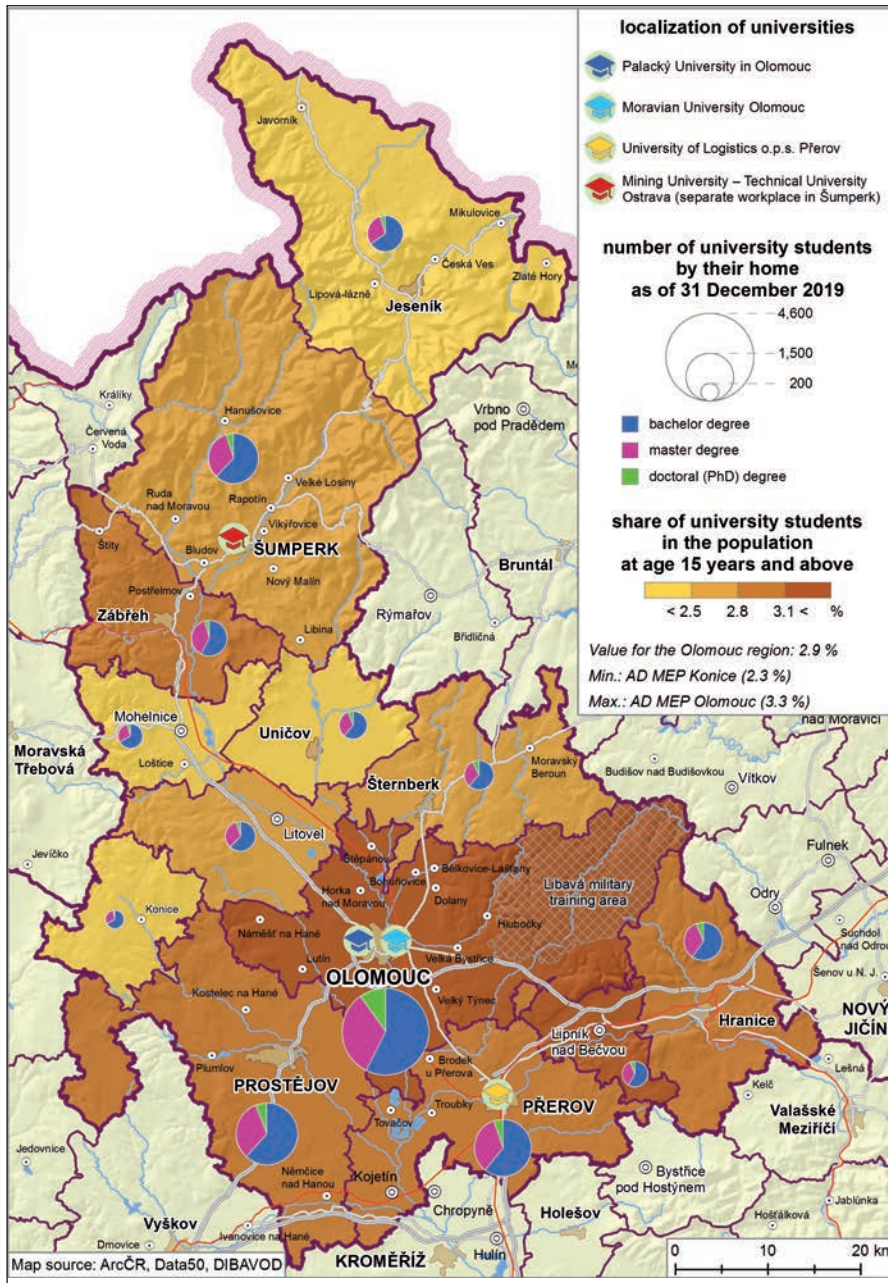 localization of universities
Palacký University in Olomouc
Moravian University Olomouc
University of Logistics o.p.s. Přerov
Mining University – Technical University
Ostrava (separate workplace in Šumperk)
number of university students
by their home
as of 31 December 2019
4,600
1,500
200
bachelor degree
master degree
doctoral (PhD) degree
share of university students
in the population
at age 15 years and above
< 2.5 2.8 3.1 < %
Value for the Olomouc region: 2.9 %
Min.: AD MEP Konice (2.3 %)
Max.: AD MEP Olomouc (3.3 %)
Javorník
Mikulovice
Česká Ves
Zlaté Hory
Lipová-lázně
Jeseník
Králíky
Červená
Voda
Hanušovice
Vrbno
pod Pradědem
Velké Losiny
Ruda
nad Moravou
Rapotín
Vikýřovice
Štíty
Bludov
ŠUMPERK
Nový Malín
Bruntál
Postřelmov
Zábřeh
Rýmařov
Libina
Břidličná
Mohelnice
Uničov
Moravská
Třebová
Loštice
Šternberk
Moravský
Beroun
nad Moravicí
Budišov nad Budišovkou
Vítkov
Litovel
Jevíčko
Štěpánov
Bohuňovice
Bělkovice-Lašťany
Fulnek
Horka
nad Moravou
Dolany
Libavá military
training area
Odry
Konice
Náměšť na Hané
Hlubočky
Suchdol
nad Odrou
Lutín
Velká Bystřice
Šenov u N. J.
OLOMOUC
Kostelec na Hané
Velký Týnec
NOVÝ
JIČÍN
Hranice
Lipník
nad Bečvou
Plumlov
Brodek
u Přerova
Lešná
PROSTĚJOV
Kelč
PŘEROV
Troubky
Tovačov
Valašské
Meziříčí
Jedovnice
Němčice
nad Hanou
Kojetín
Bystřice
pod Hostýnem
Jablůnka
Chropyně
Vyškov
Holešov
Hošťálková
Ivanovice na Hané
Drnovice
Hulín
KROMĚŘÍŽ
Map source: ArcČR, Data50, DIBAVOD
0 10 20 km